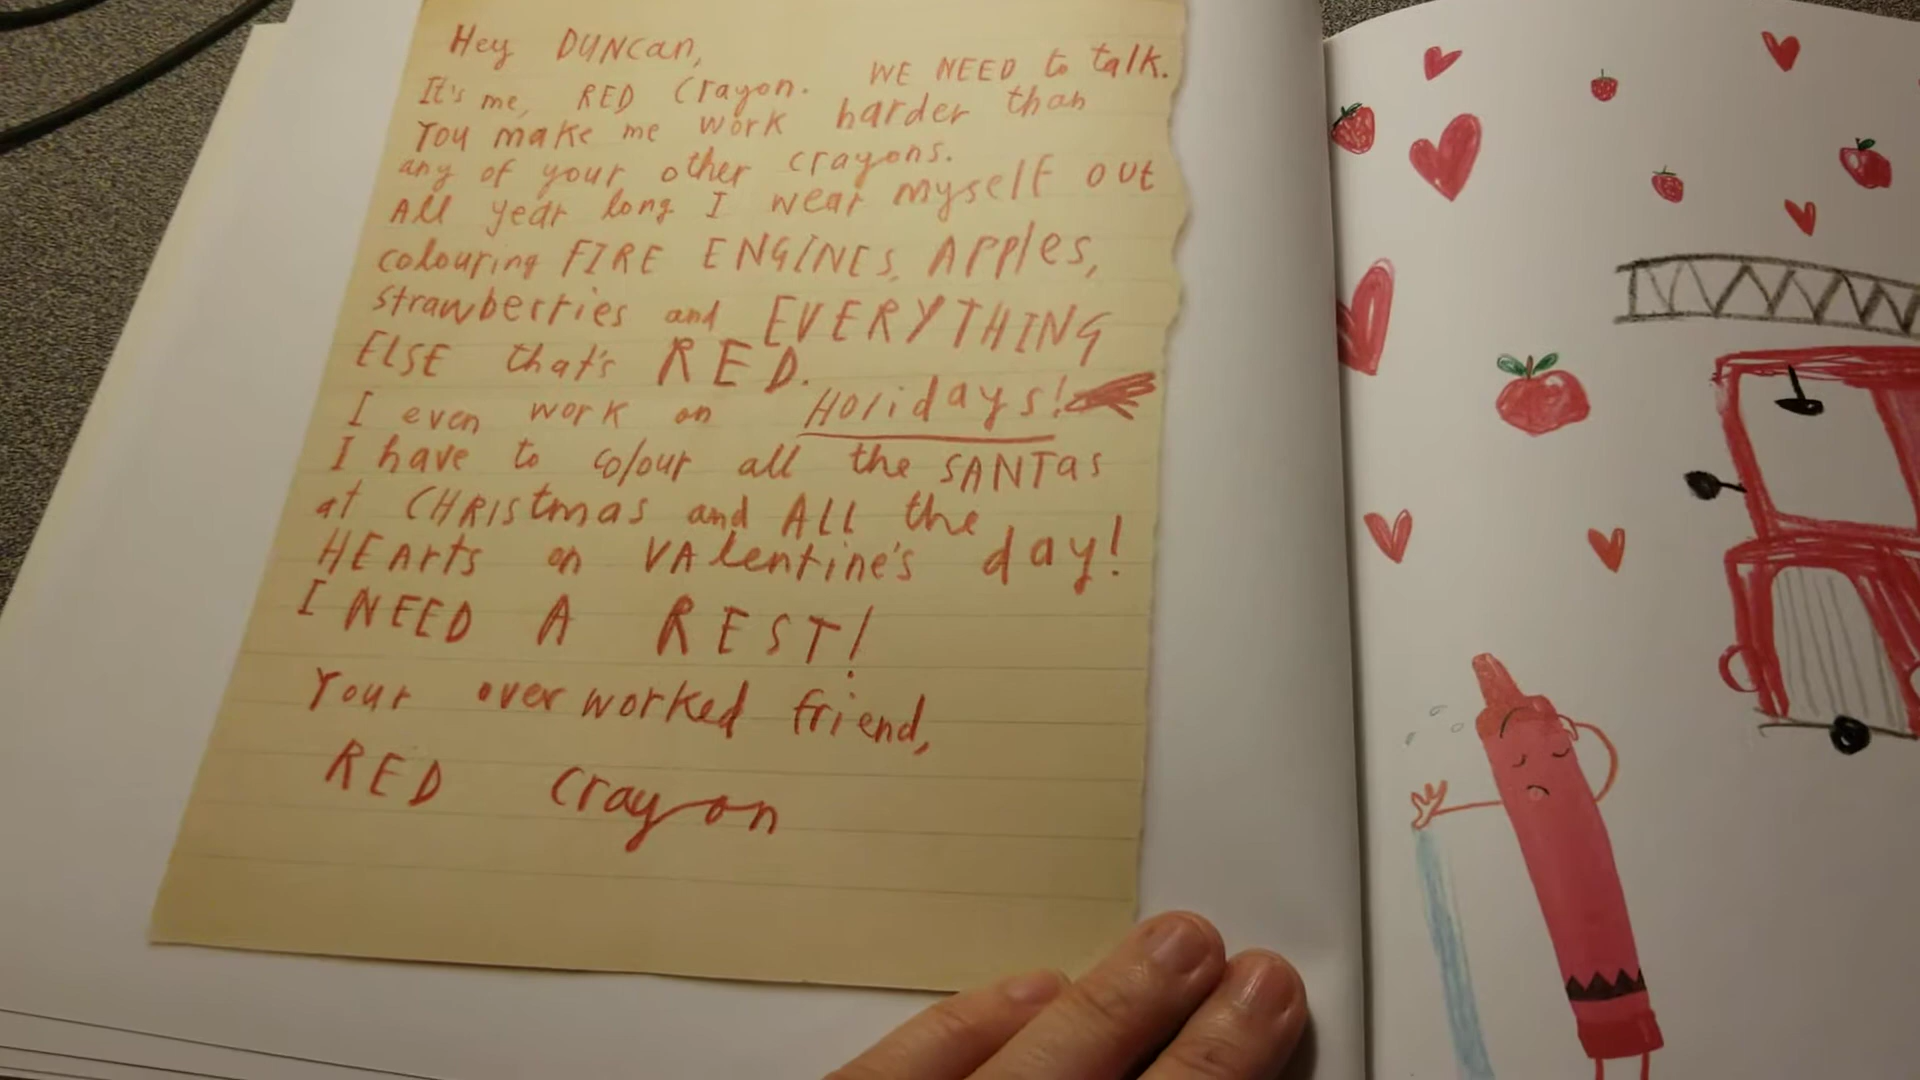 Hey DUNCAN,
It's me, RED Crayon. WE NEED to talk.
You make me work harder than
any of your other crayons.
All year long I wear myself out
colouring FIRE ENGINES, APPles,
strawberries and EVERYTHING
ELSE that's RED.
I even work on Holidays!
I have to colour all the SANTAs
at CHRIStmas and ALL the
HEArts on VAlentine's day!
I NEED A REST!
Your overworked friend,
RED Crayon